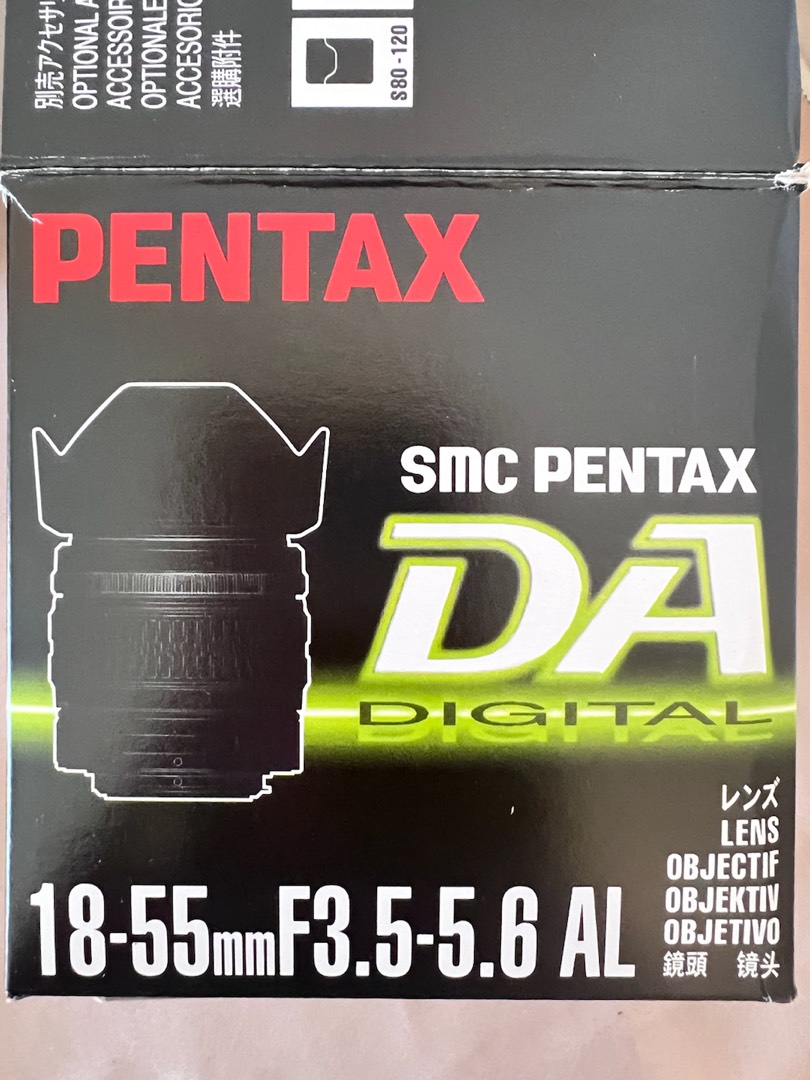 別売アクセサリ
OPTIONAL A
ACCESSOIR
OPTIONALE
ACCESORIO
選購附件
S80-120
PENTAX
SMC PENTAX
DA
DIGITAL
レンズ
LENS
OBJECTIF
OBJEKTIV
OBJETIVO
鏡頭 镜头
18-55mmF3.5-5.6 AL